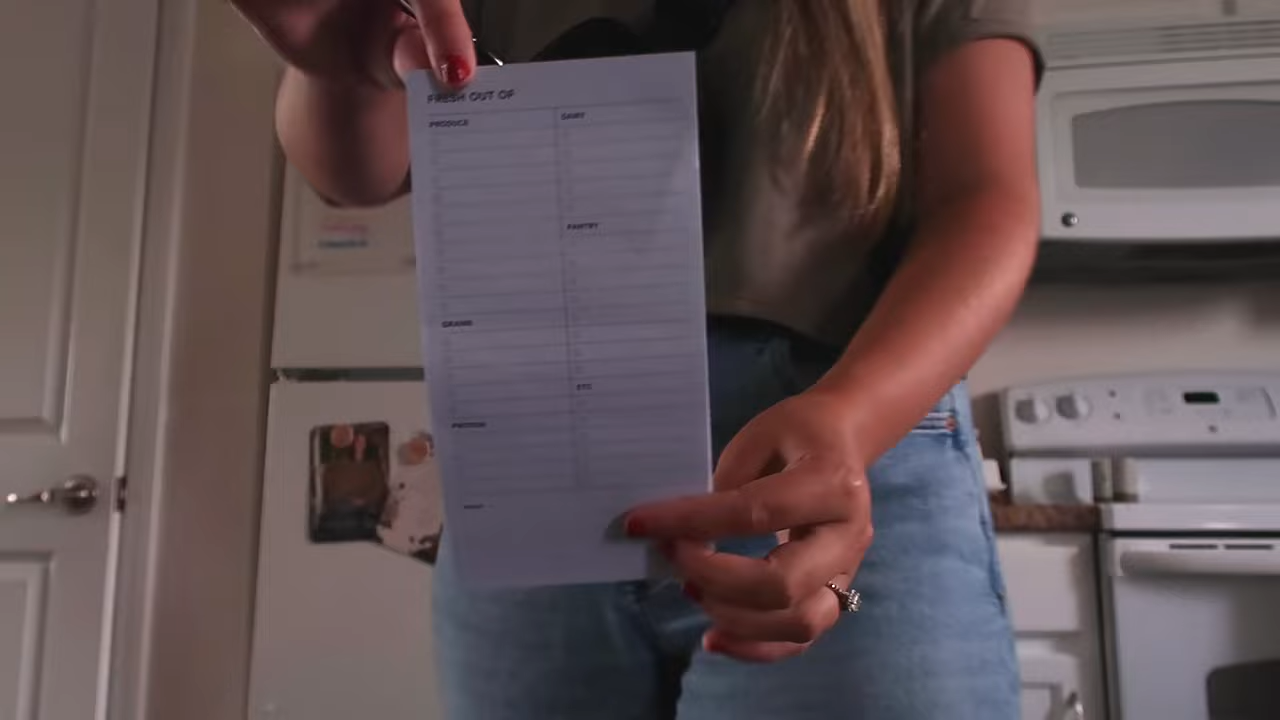 FRESH OUT OF
PRODUCE
DAIRY
PANTRY
GRAINS
ETC
PROTEIN